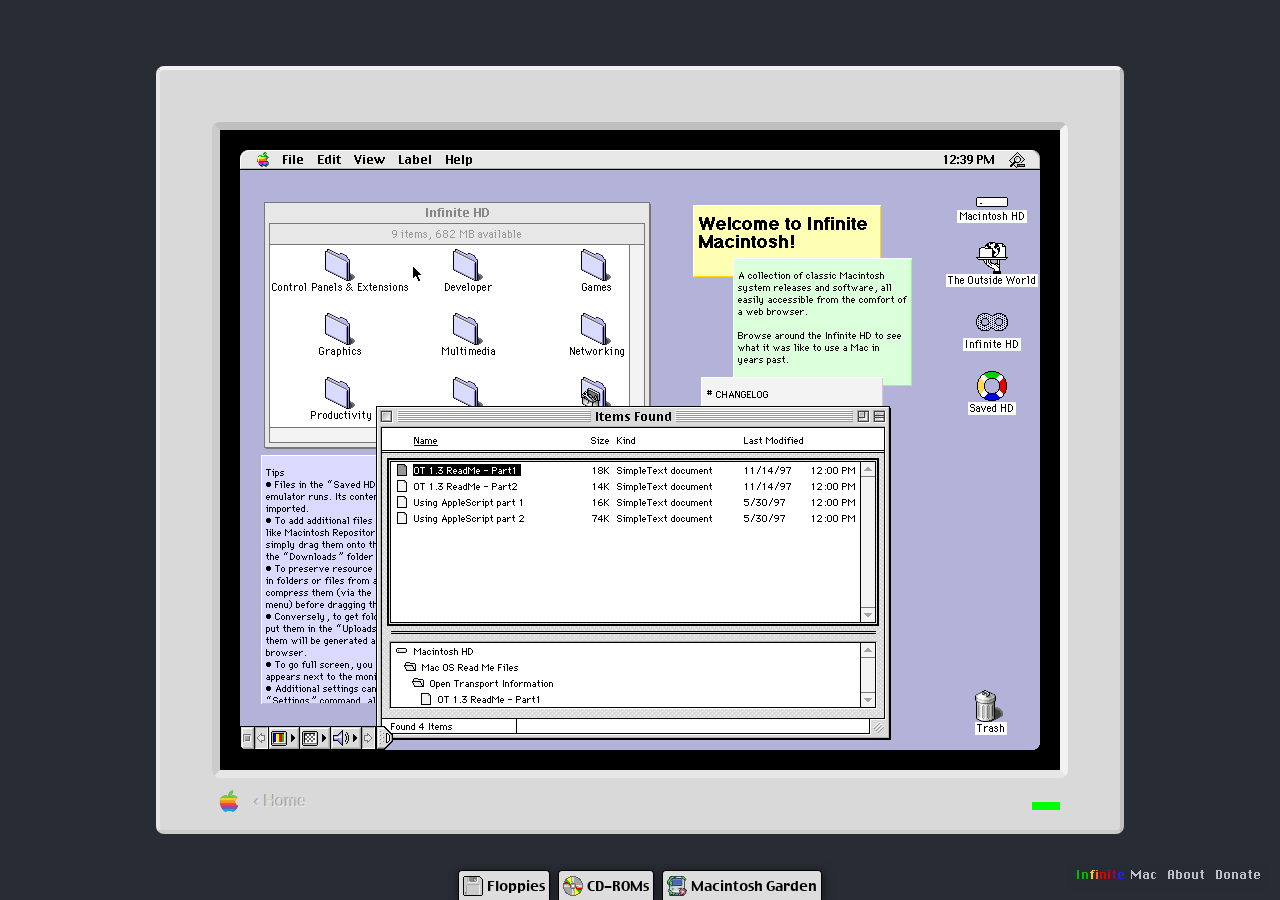 File Edit View Label Help 12:39 PM
Infinite HD
9 items, 682 MB available
Control Panels & Extensions Developer Games
Graphics Multimedia Networking
Productivity
Welcome to Infinite
Macintosh!
A collection of classic Macintosh
system releases and software, all
easily accessible from the comfort of
a web browser.
Browse around the Infinite HD to see
what it was like to use a Mac in
years past.
# CHANGELOG
Macintosh HD
The Outside World
Infinite HD
Saved HD
Trash
Tips
● Files in the “Saved HD
emulator runs. Its conten
imported.
● To add additional files
like Macintosh Repositor
simply drag them onto th
the “Downloads” folder
● To preserve resource
in folders or files from a
compress them (via the
menu) before dragging th
● Conversely, to get fold
put them in the “Uploads
them will be generated a
browser.
● To go full screen, you
appears next to the moni
● Additional settings can
“Settings” command, al
Items Found
Name Size Kind Last Modified
OT 1.3 ReadMe - Part1 18K SimpleText document 11/14/97 12:00 PM
OT 1.3 ReadMe - Part2 14K SimpleText document 11/14/97 12:00 PM
Using AppleScript part 1 16K SimpleText document 5/30/97 12:00 PM
Using AppleScript part 2 74K SimpleText document 5/30/97 12:00 PM
Macintosh HD
Mac OS Read Me Files
Open Transport Information
OT 1.3 ReadMe - Part1
Found 4 Items
‹ Home
Floppies CD-ROMs Macintosh Garden
Infinite Mac About Donate